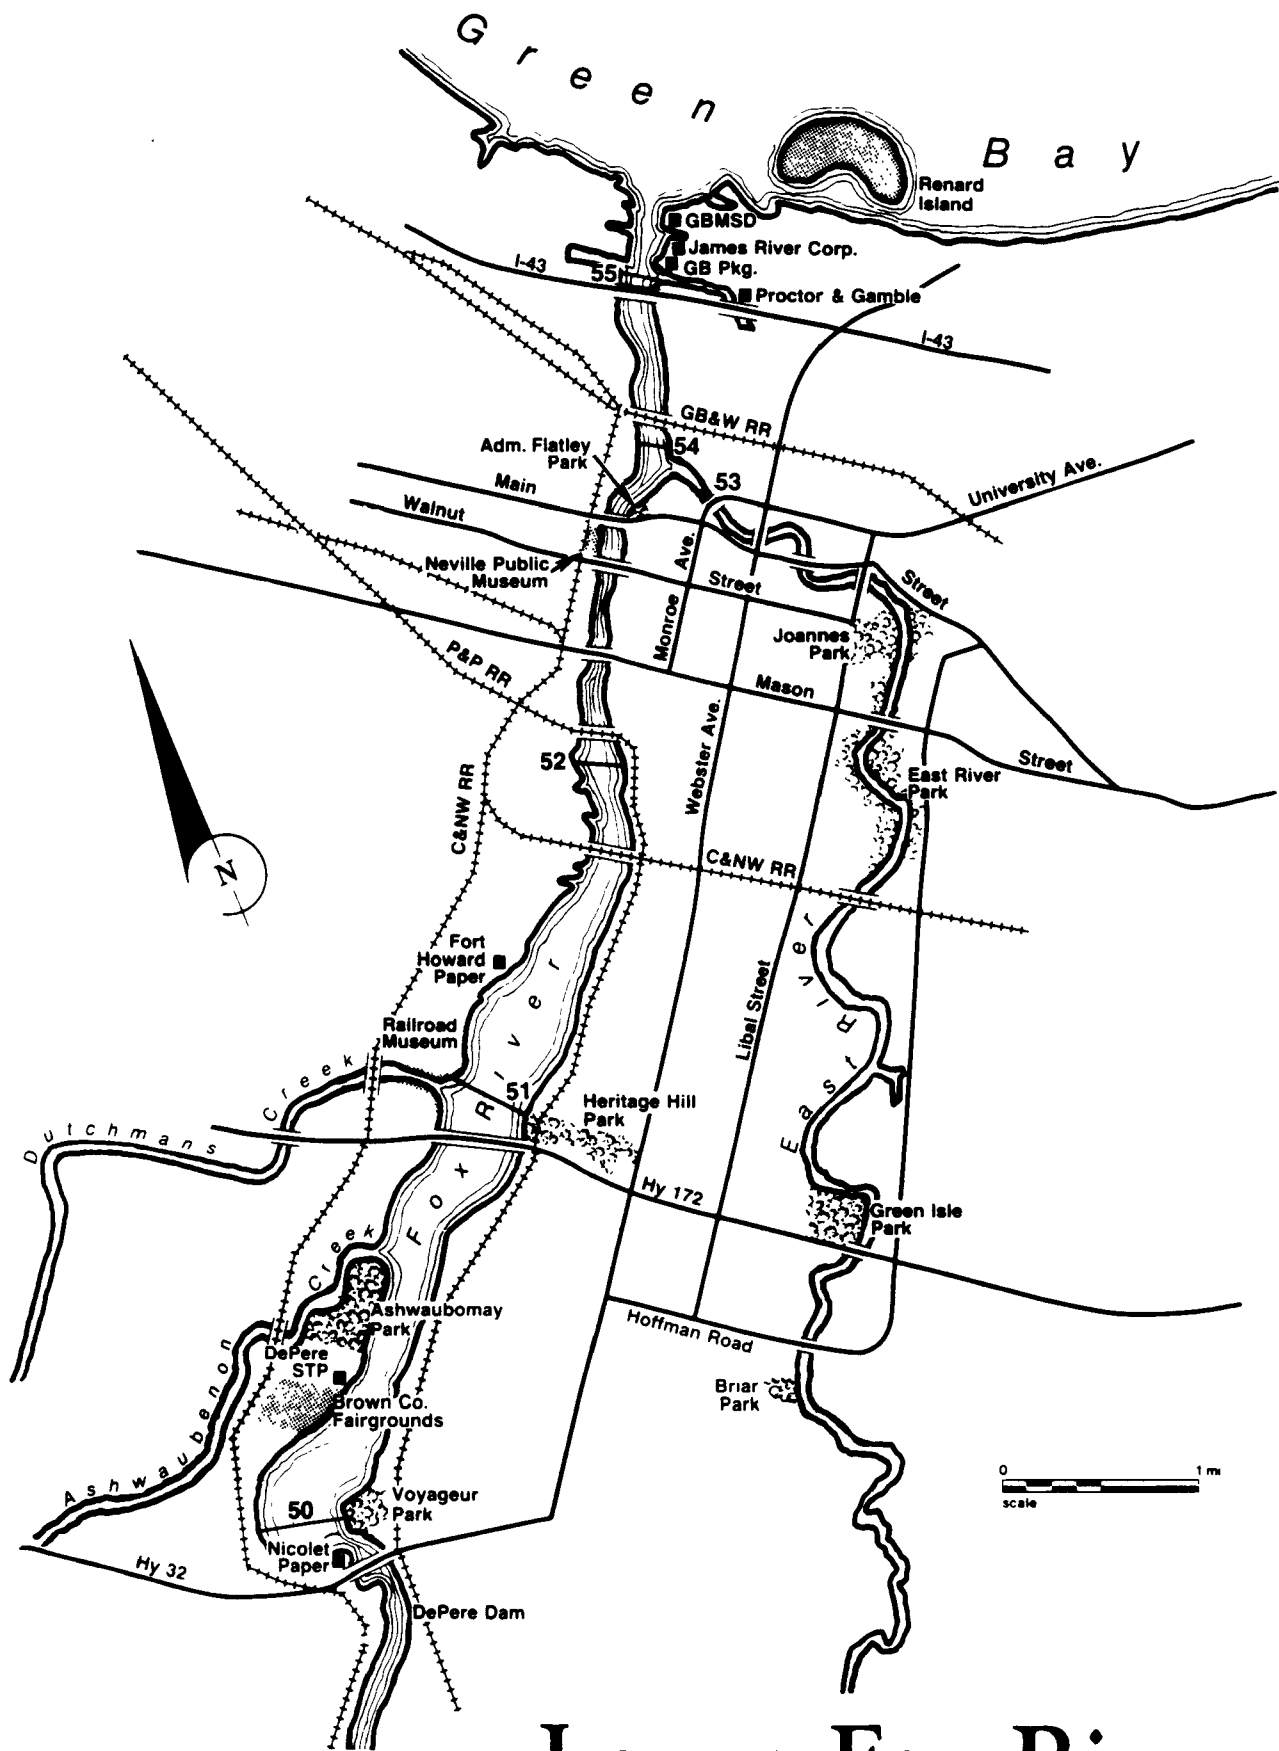 Green
Bay
Renard
Island
GBMSD
James River Corp.
GB Pkg.
I-43
55
Proctor & Gamble
I-43
GB&W RR
Adm. Flatley
Park
54
53
University Ave.
Main
Walnut
Neville Public
Museum
Ave.
Street
Street
Monroe
Joannes
Park
P&P RR
Mason
Webster Ave.
52
Street
East River
Park
C&NW RR
C&NW RR
N
Fort
Howard
Paper
Libal Street
East River
Railroad
Museum
51
Dutchmans Creek
Heritage Hill
Park
Fox River
Hy 172
Green Isle
Park
Ashwaubenon Creek
Ashwaubomay
Park
Hoffman Road
DePere
STP
Briar
Park
Brown Co.
Fairgrounds
0 1 mi
scale
Voyageur
Park
50
Nicolet
Paper
Hy 32
DePere Dam